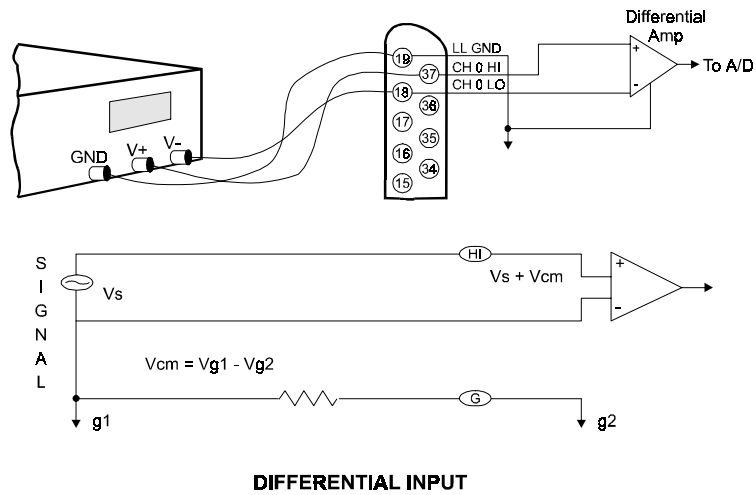 Differential
Amp
LL GND
19
+
CH 0 HI
37
To A/D
CH 0 LO
-
18
36
17
V-
V+
35
GND
16
34
15
HI
S
I
G
N
A
L
Vs
Vs + Vcm
+
-
Vcm = Vg1 - Vg2
G
g1
g2
DIFFERENTIAL INPUT